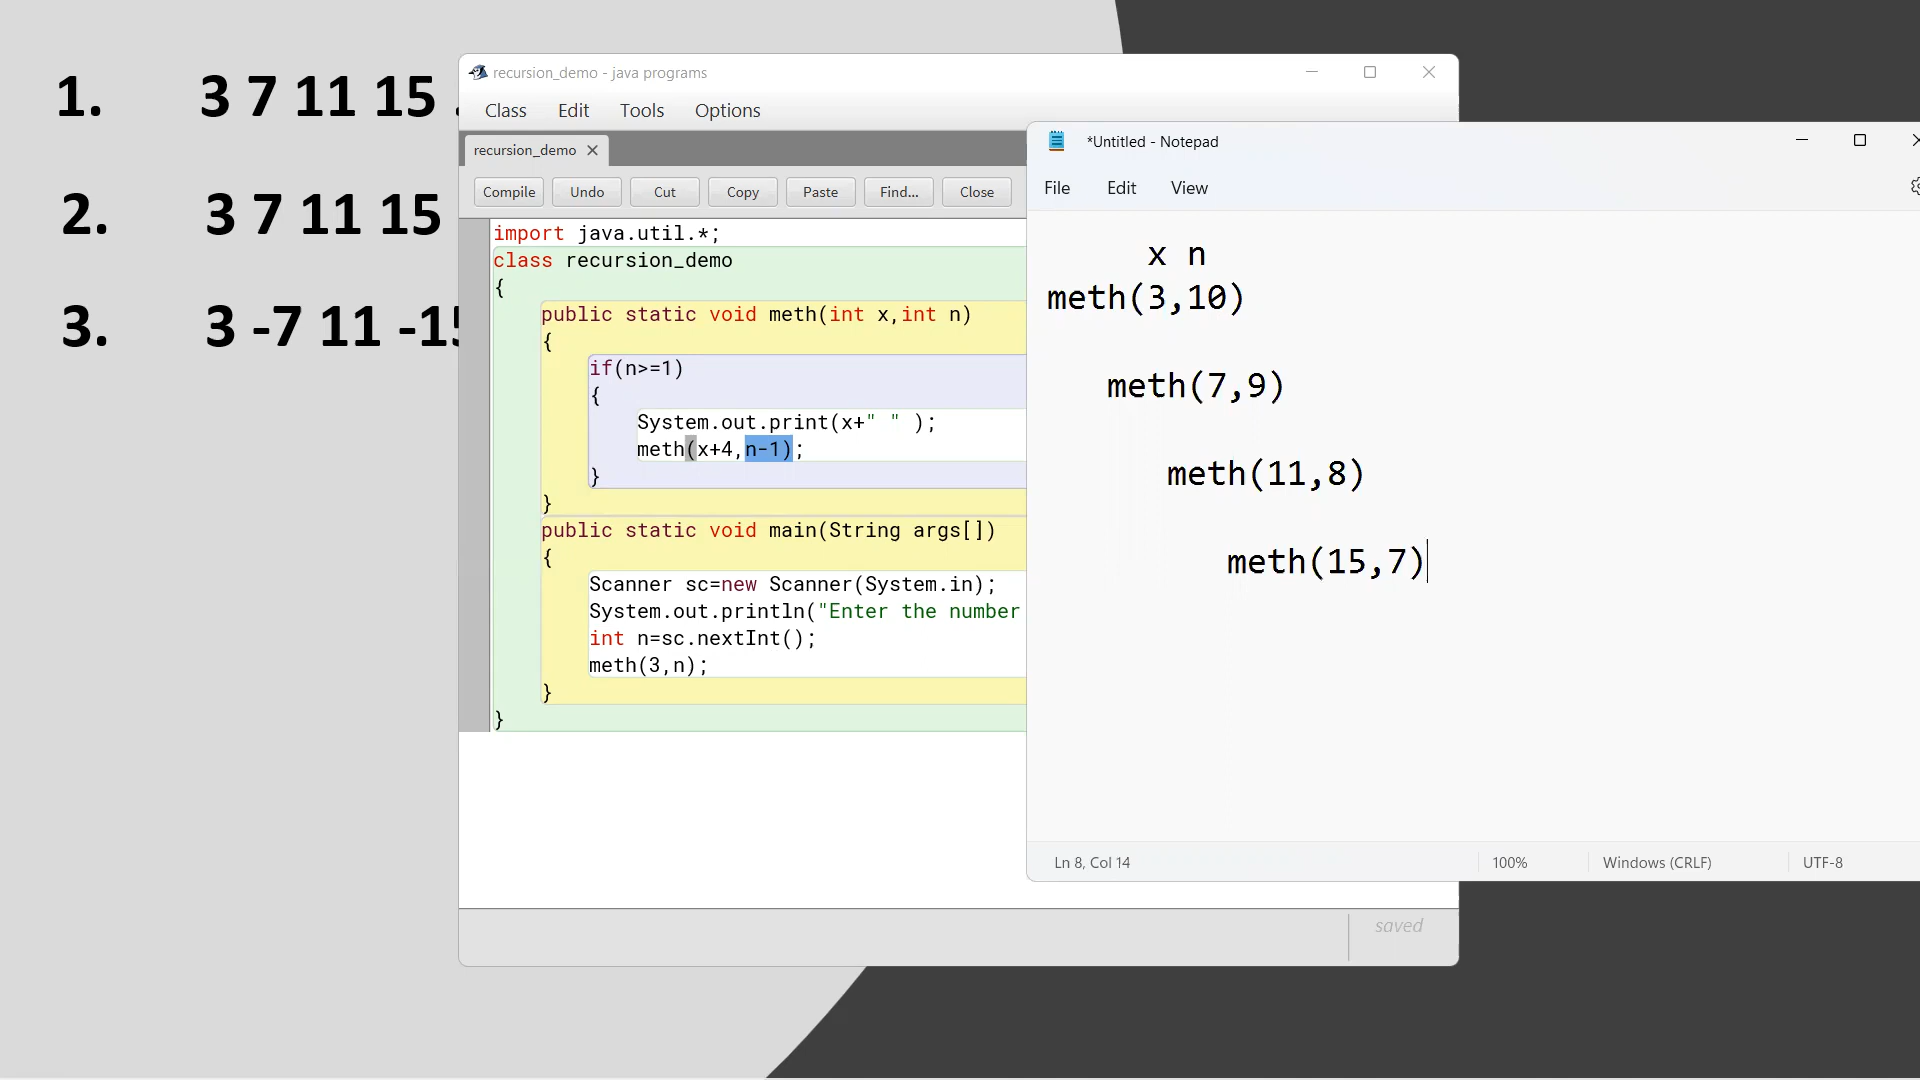 1. 3 7 11 15
2. 3 7 11 15
3. 3 -7 11 -15
recursion_demo - java programs
Class Edit Tools Options
recursion_demo
Compile Undo Cut Copy Paste Find... Close
import java.util.*;
class recursion_demo
{
public static void meth(int x,int n)
{
if(n>=1)
{
System.out.print(x+" " );
meth(x+4,n-1);
}
}
public static void main(String args[])
{
Scanner sc=new Scanner(System.in);
System.out.println("Enter the number
int n=sc.nextInt();
meth(3,n);
}
}
saved
*Untitled - Notepad
File Edit View
x n
meth(3,10)
meth(7,9)
meth(11,8)
meth(15,7)
Ln 8, Col 14 100% Windows (CRLF) UTF-8